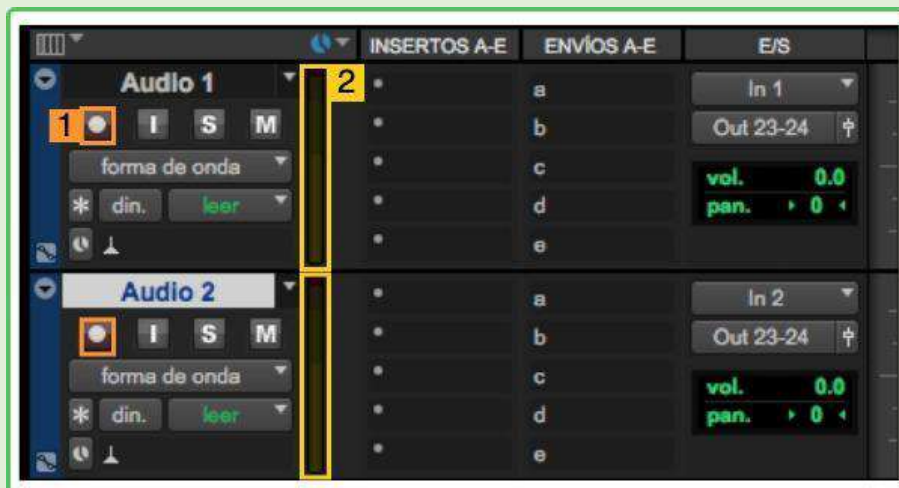 INSERTOS A-E ENVÍOS A-E E/S
Audio 1 2 a In 1
1 I S M b Out 23-24
forma de onda c
vol. 0.0
din. leer d pan. 0
e
Audio 2 a In 2
I S M b Out 23-24
forma de onda c
vol. 0.0
din. leer d pan. 0
e